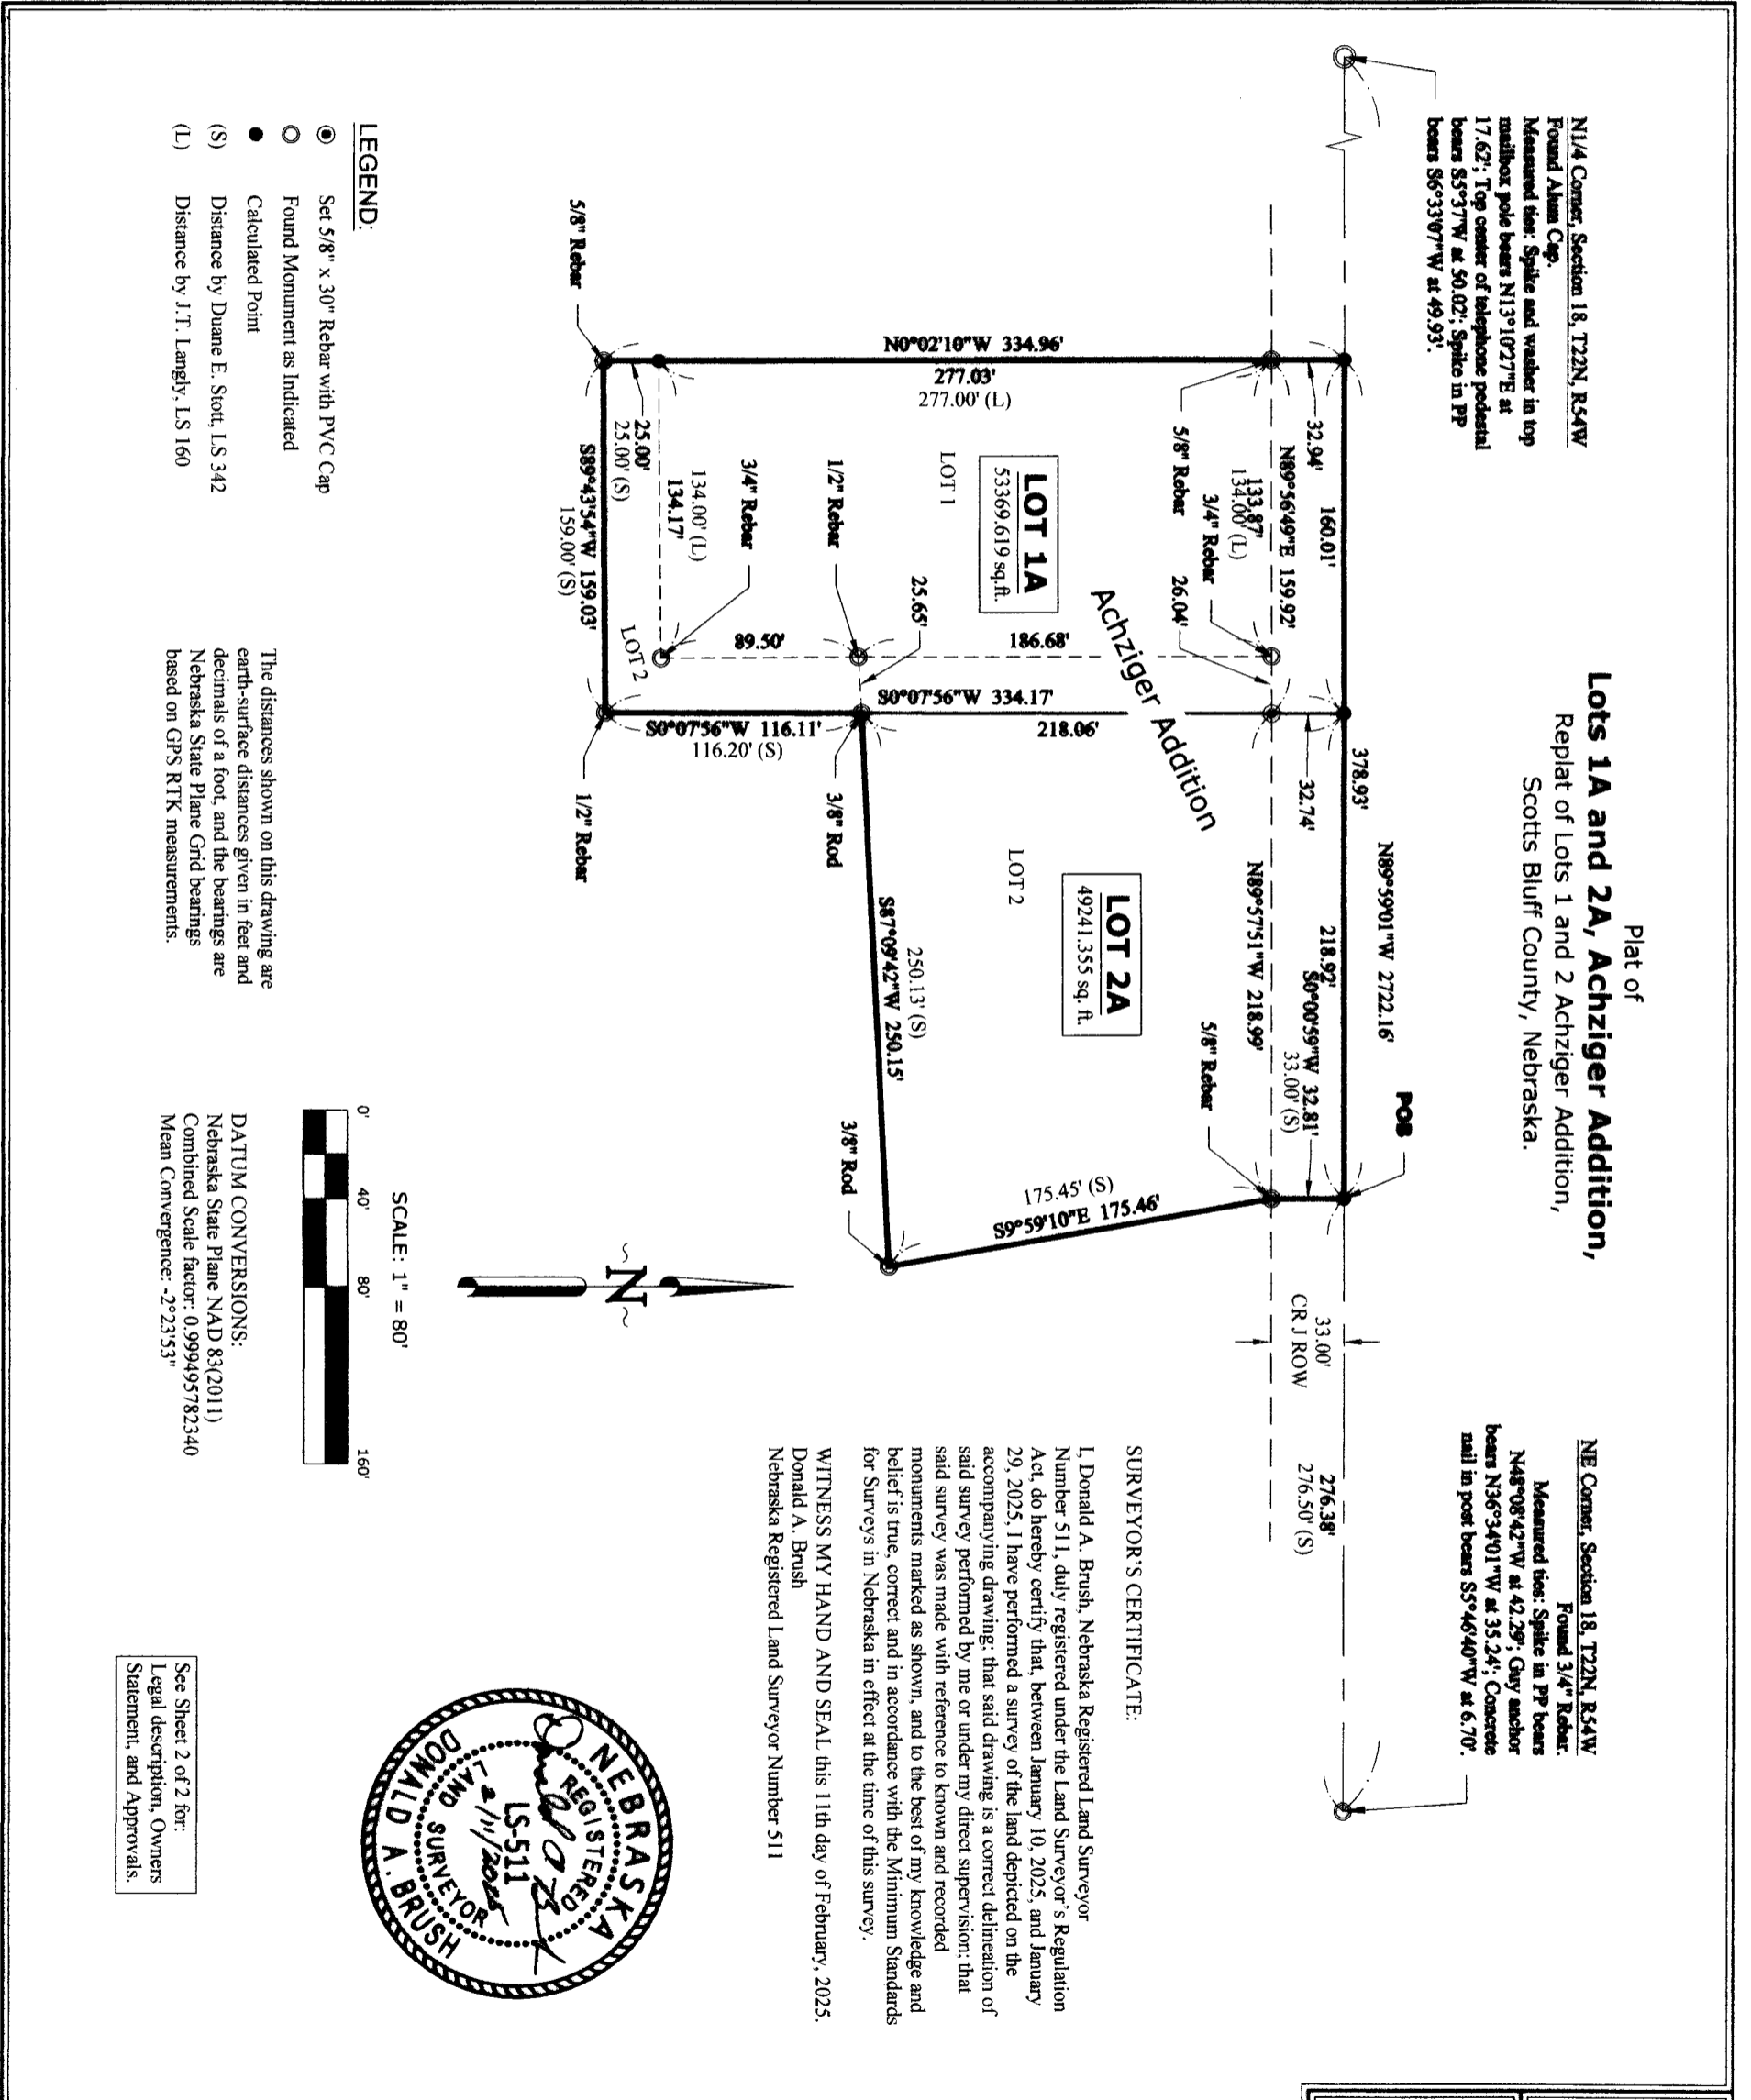 Plat of
Lots 1A and 2A, Achziger Addition,
Replat of Lots 1 and 2 Achziger Addition,
Scotts Bluff County, Nebraska.
N1/4 Corner, Section 18, T22N, R54W
Found Alum Cap.
Measured ties: Spike and washer in top
mailbox pole bears N13°10'27"E at
17.62'; Top center of telephone pedestal
bears S5°37'W at 50.02'; Spike in PP
bears S6°33'07"W at 49.93'.
NE Corner, Section 18, T22N, R54W
Found 3/4" Rebar.
Measured ties: Spike in PP bears
N48°08'42"W at 42.29'; Guy anchor
bears N36°34'01"W at 35.24'; Concrete
nail in post bears S5°46'40"W at 6.70'.
POB
N89°59'01"W 2722.16'
378.93'
160.01'
218.92'
276.38'
276.50' (S)
32.94'
32.74'
S0°00'59"W 32.81'
33.00' (S)
33.00'
CR J ROW
N89°56'49"E 159.92'
133.87'
134.00' (L)
3/4" Rebar
26.04'
5/8" Rebar
N89°57'51"W 218.99'
5/8" Rebar
Achziger Addition
LOT 1A
53369.619 sq.ft.
LOT 1
LOT 2A
49241.355 sq. ft.
LOT 2
N0°02'10"W 334.96'
277.03'
277.00' (L)
186.68'
S0°07'56"W 334.17'
218.06'
175.45' (S)
S9°59'10"E 175.46'
25.65'
1/2" Rebar
89.50'
3/4" Rebar
134.00' (L)
134.17'
25.00'
25.00' (S)
LOT 2
S0°07'56"W 116.11'
116.20' (S)
3/8" Rod
250.13' (S)
S87°09'42"W 250.15'
3/8" Rod
5/8" Rebar
S89°43'54"W 159.03'
159.00' (S)
1/2" Rebar
~N~
SURVEYOR'S CERTIFICATE:
I, Donald A. Brush, Nebraska Registered Land Surveyor
Number 511, duly registered under the Land Surveyor's Regulation
Act, do hereby certify that, between January 10, 2025, and January
29, 2025, I have performed a survey of the land depicted on the
accompanying drawing; that said drawing is a correct delineation of
said survey performed by me or under my direct supervision; that
said survey was made with reference to known and recorded
monuments marked as shown, and to the best of my knowledge and
belief is true, correct and in accordance with the Minimum Standards
for Surveys in Nebraska in effect at the time of this survey.
WITNESS MY HAND AND SEAL this 11th day of February, 2025.
Donald A. Brush
Nebraska Registered Land Surveyor Number 511
LEGEND:
Set 5/8" x 30" Rebar with PVC Cap
Found Monument as Indicated
Calculated Point
(S) Distance by Duane E. Stott, LS 342
(L) Distance by J.T. Langly, LS 160
The distances shown on this drawing are
earth-surface distances given in feet and
decimals of a foot, and the bearings are
Nebraska State Plane Grid bearings
based on GPS RTK measurements.
SCALE: 1" = 80'
0' 40' 80' 160'
DATUM CONVERSIONS:
Nebraska State Plane NAD 83(2011)
Combined Scale factor: 0.99949578​2340
Mean Convergence: -2°23'53"
NEBRASKA
REGISTERED
LS-511
2/11/2025
LAND SURVEYOR
DONALD A. BRUSH
See Sheet 2 of 2 for:
Legal description, Owners
Statement, and Approvals.